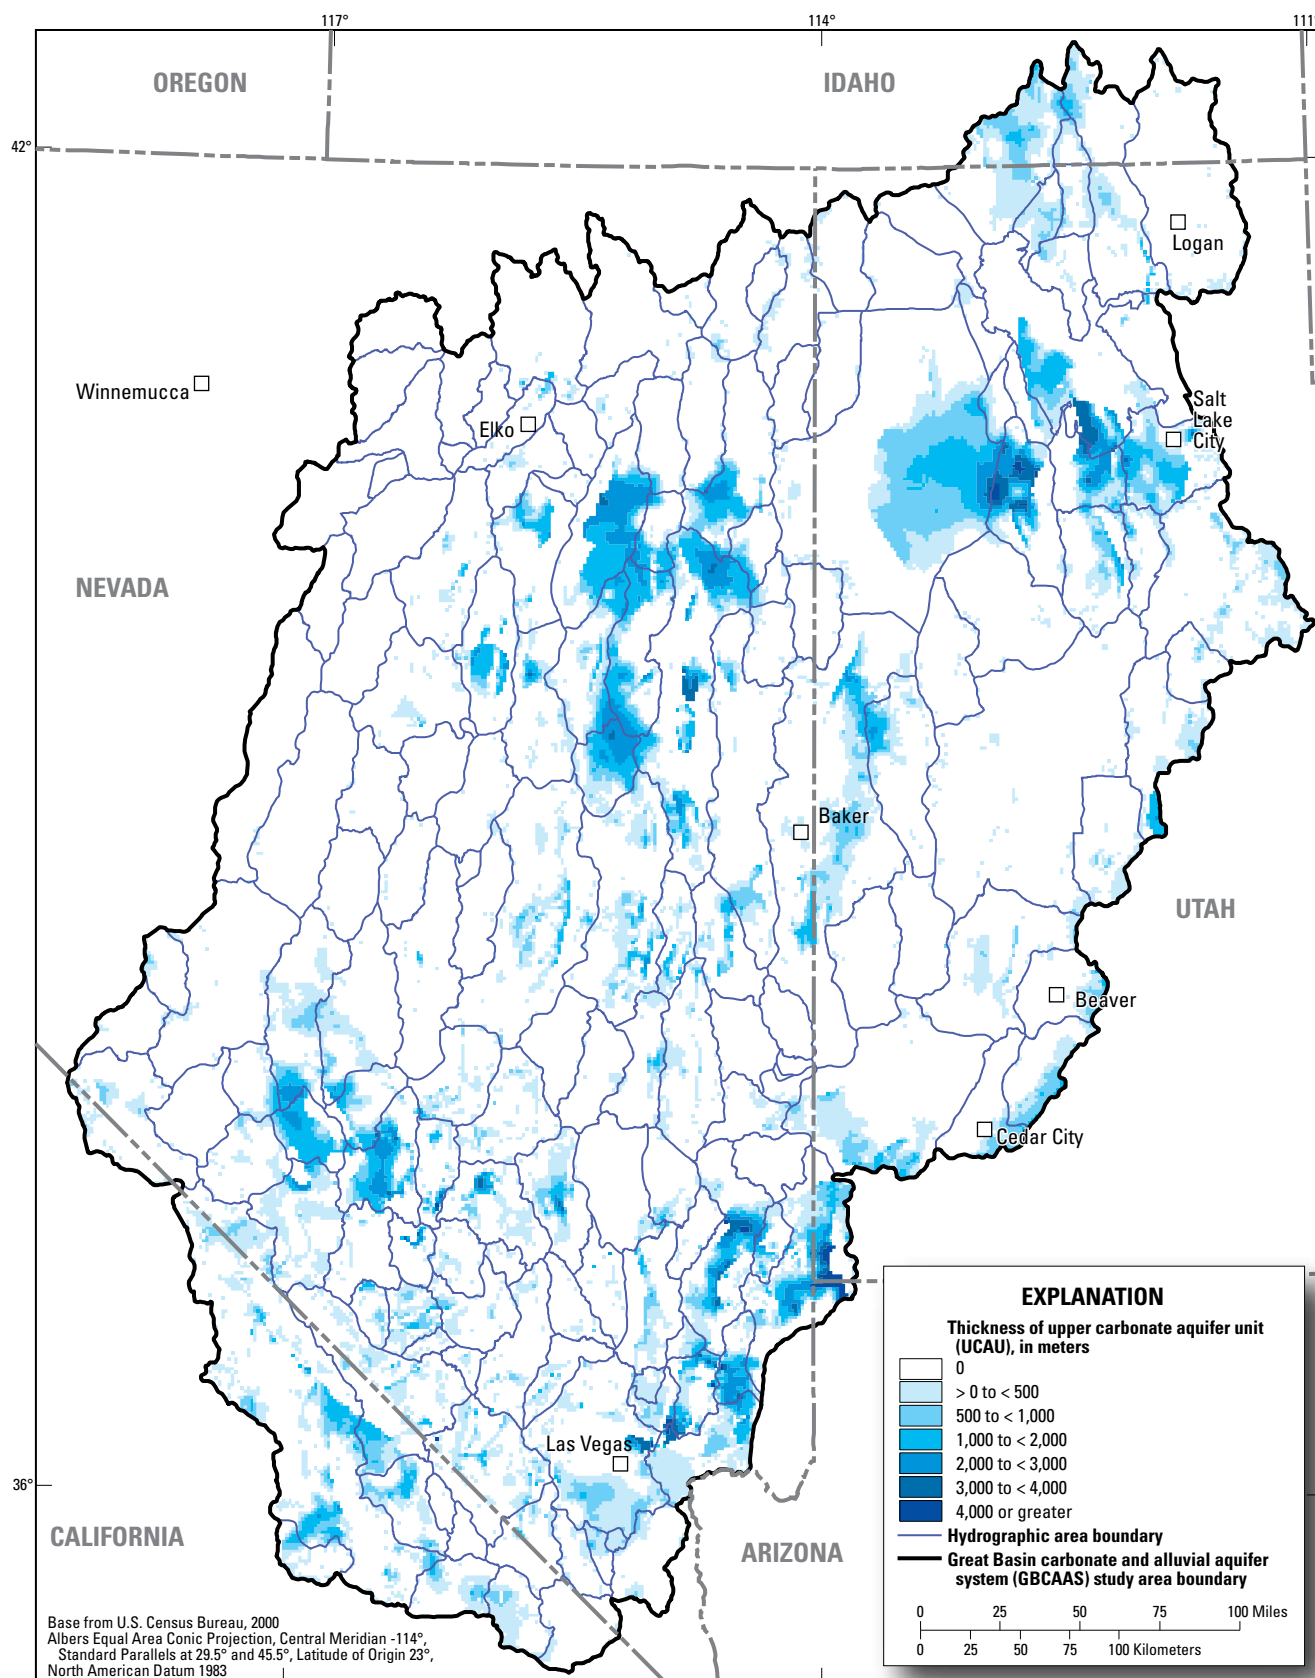 117°
114°
111°
OREGON
IDAHO
42°
Logan
Winnemucca
Elko
Salt
Lake
City
NEVADA
Baker
UTAH
Beaver
Cedar City
Las Vegas
36°
CALIFORNIA
ARIZONA
EXPLANATION
Thickness of upper carbonate aquifer unit
(UCAU), in meters
0
> 0 to < 500
500 to < 1,000
1,000 to < 2,000
2,000 to < 3,000
3,000 to < 4,000
4,000 or greater
Hydrographic area boundary
Great Basin carbonate and alluvial aquifer
system (GBCAAS) study area boundary
0 25 50 75 100 Miles
0 25 50 75 100 Kilometers
Base from U.S. Census Bureau, 2000
Albers Equal Area Conic Projection, Central Meridian -114°,
Standard Parallels at 29.5° and 45.5°, Latitude of Origin 23°,
North American Datum 1983